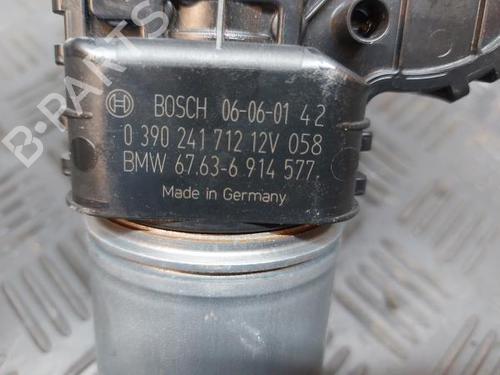 BOSCH 06-06-01 42
0 390 241 712 12V 058
BMW 67.63-6 914 577.
Made in Germany
B-PARTS